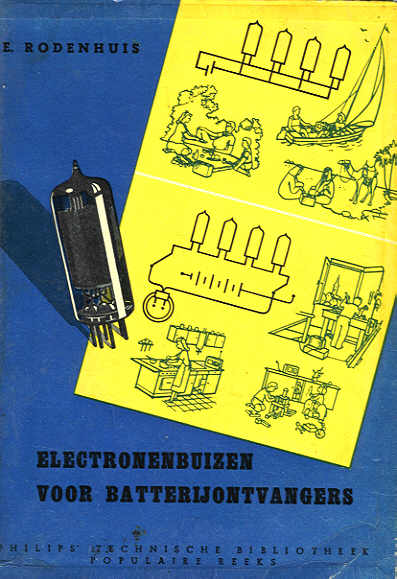 E. RODENHUIS
ELECTRONENBUIZEN
VOOR BATTERIJONTVANGERS
PHILIPS' TECHNISCHE BIBLIOTHEEK
POPULAIRE REEKS